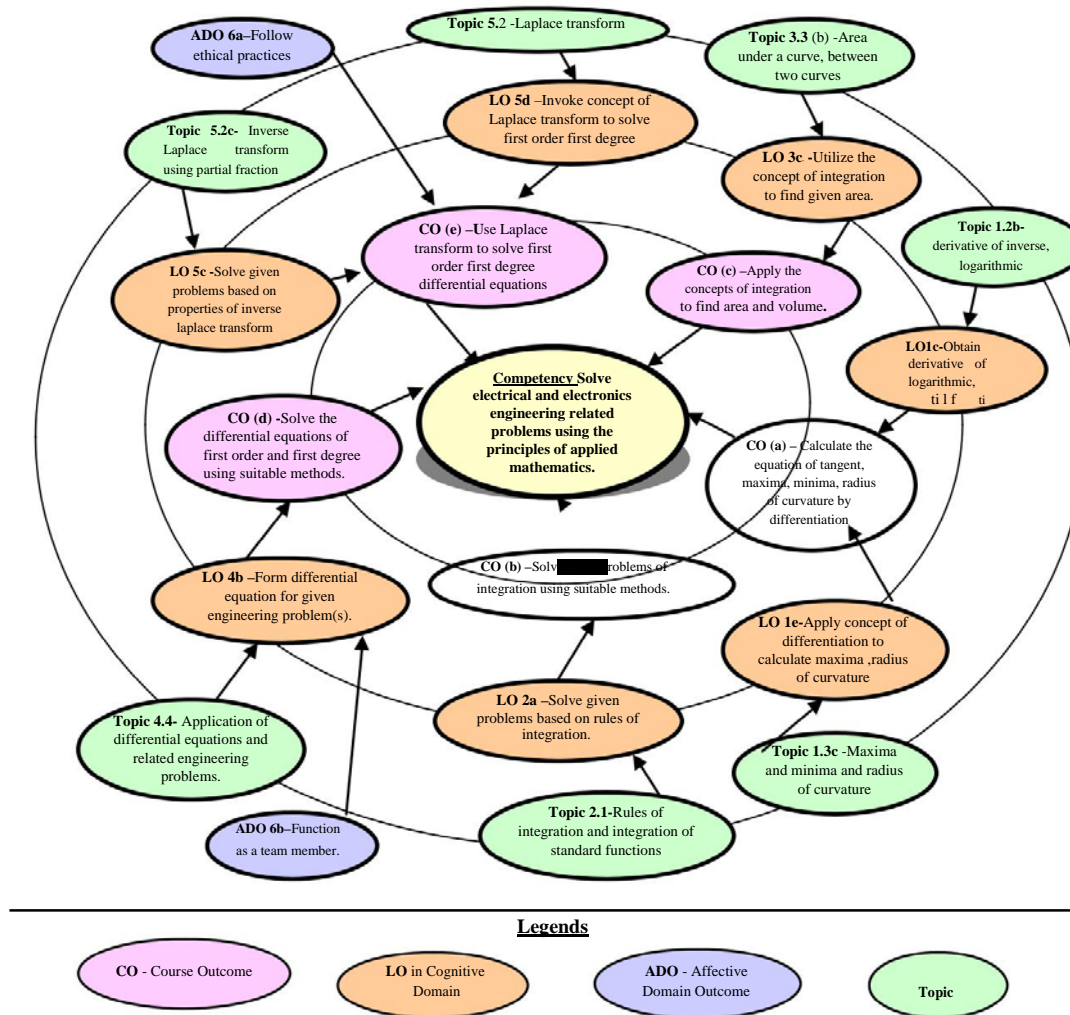 ADO 6a–Follow
ethical practices
Topic 5.2 -Laplace transform
Topic 3.3 (b) -Area
under a curve, between
two curves
LO 5d –Invoke concept of
Laplace transform to solve
first order first degree
Topic 5.2c- Inverse
Laplace transform
using partial fraction
LO 3c -Utilize the
concept of integration
to find given area.
CO (e) –Use Laplace
transform to solve first
order first degree
differential equations
Topic 1.2b-
derivative of inverse,
logarithmic
LO 5c -Solve given
problems based on
properties of inverse
laplace transform
CO (c) –Apply the
concepts of integration
to find area and volume.
LO1c-Obtain
derivative of
logarithmic,
Competency Solve
electrical and electronics
engineering related
problems using the
principles of applied
mathematics.
CO (d) -Solve the
differential equations of
first order and first degree
using suitable methods.
CO (a) – Calculate the
equation of tangent,
maxima, minima, radius
of curvature by
differentiation
CO (b) –Solv roblems of
integration using suitable methods.
LO 4b –Form differential
equation for given
engineering problem(s).
LO 1e-Apply concept of
differentiation to
calculate maxima ,radius
of curvature
LO 2a –Solve given
problems based on rules of
integration.
Topic 4.4- Application of
differential equations and
related engineering
problems.
Topic 1.3c -Maxima
and minima and radius
of curvature
Topic 2.1-Rules of
integration and integration of
standard functions
ADO 6b–Function
as a team member.
Legends
CO - Course Outcome
LO in Cognitive
Domain
ADO - Affective
Domain Outcome
Topic